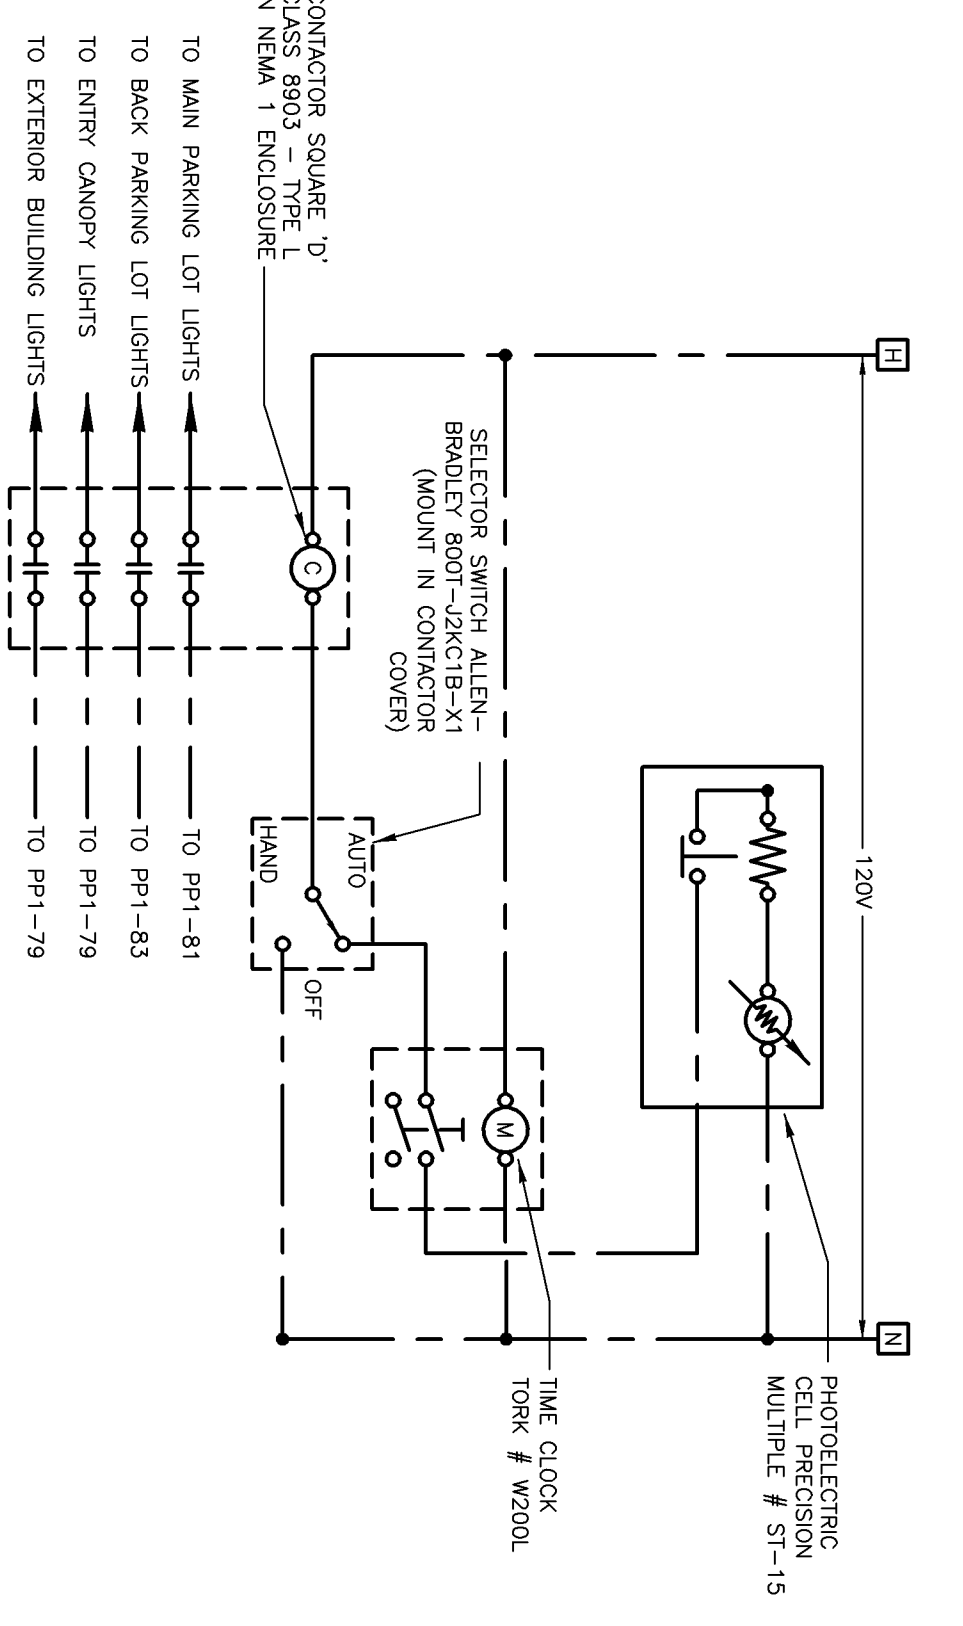 H
120V
N
PHOTOELECTRIC
CELL PRECISION
MULTIPLE # ST-15
TIME CLOCK
TORK # W200L
M
SELECTOR SWITCH ALLEN-
BRADLEY 800T-J2KC1B-X1
(MOUNT IN CONTACTOR
COVER)
AUTO
OFF
HAND
C
CONTACTOR SQUARE 'D'
CLASS 8903 - TYPE L
IN NEMA 1 ENCLOSURE
TO MAIN PARKING LOT LIGHTS
TO PP1-81
TO BACK PARKING LOT LIGHTS
TO PP1-83
TO ENTRY CANOPY LIGHTS
TO PP1-79
TO EXTERIOR BUILDING LIGHTS
TO PP1-79